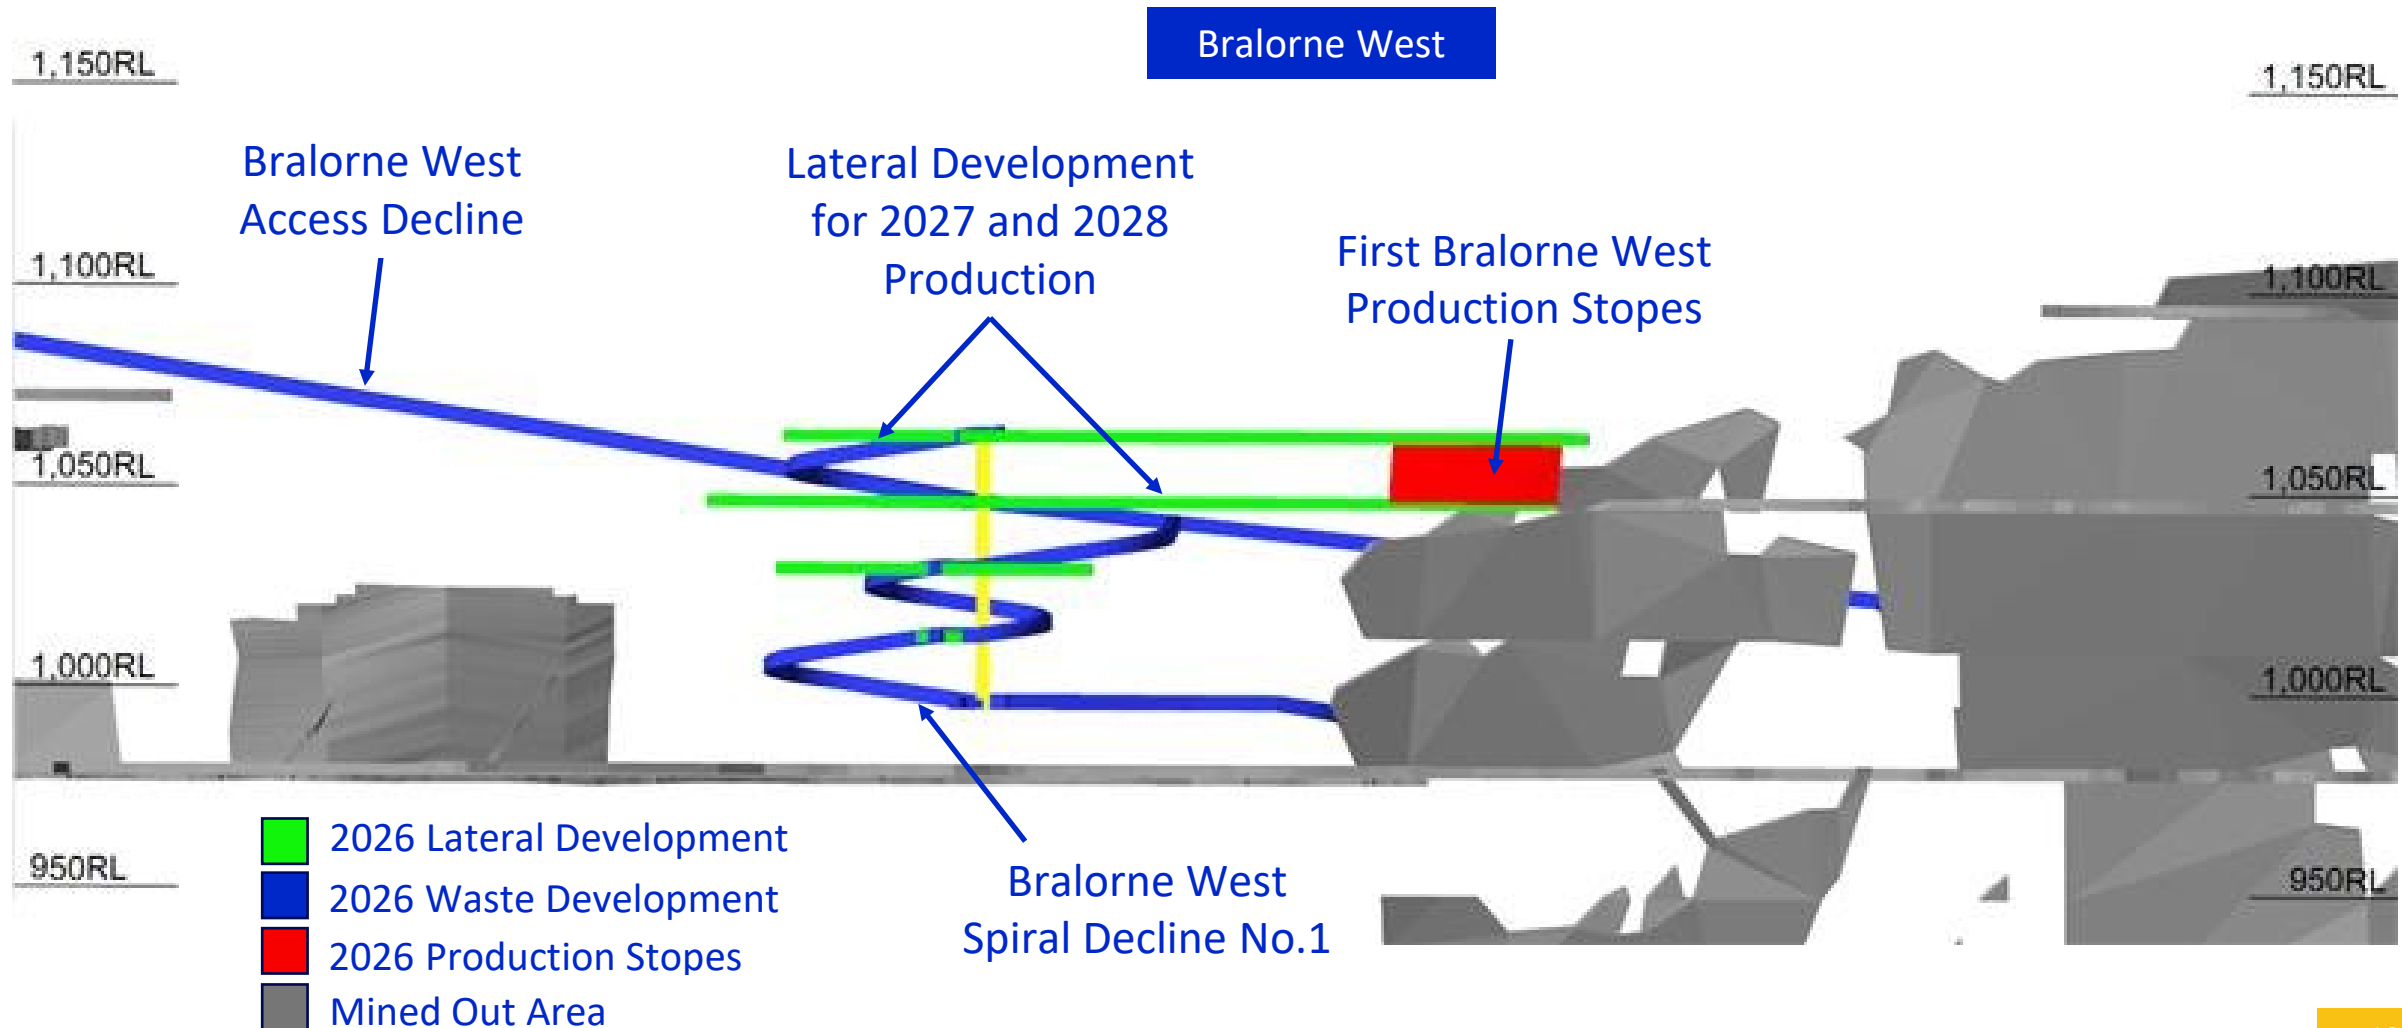 Bralorne West
1,150RL
1,150RL
Bralorne West
Access Decline
Lateral Development
for 2027 and 2028
Production
First Bralorne West
Production Stopes
1,100RL
1,100RL
1,050RL
1,050RL
1,000RL
1,000RL
950RL
950RL
2026 Lateral Development
2026 Waste Development
2026 Production Stopes
Mined Out Area
Bralorne West
Spiral Decline No.1